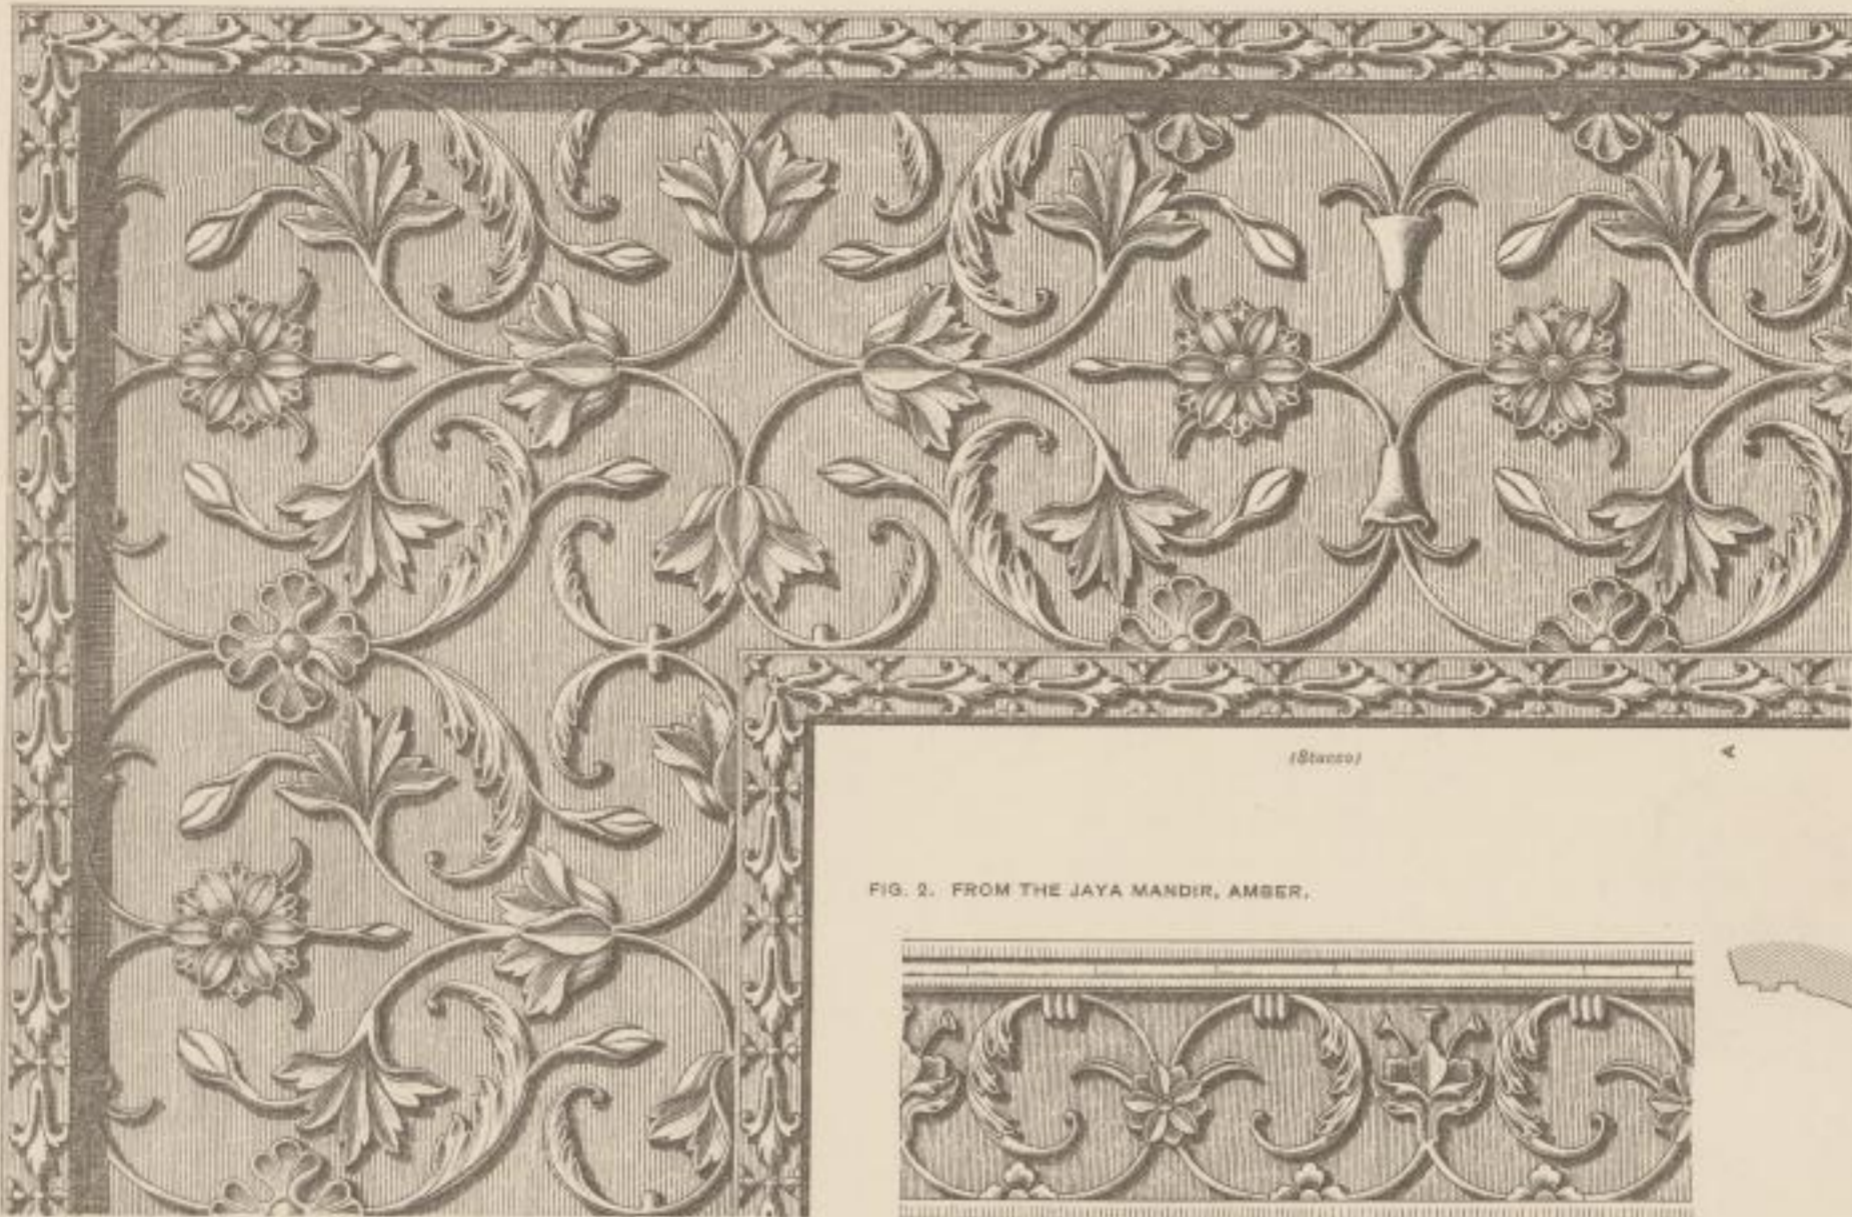 (Stucco)
A
FIG. 2. FROM THE JAYA MANDIR, AMBER.